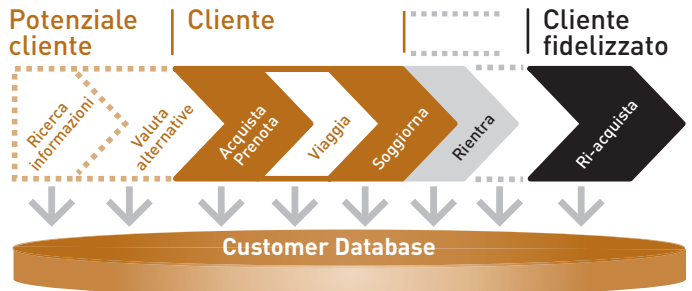 Potenziale
cliente
Cliente
Cliente
fidelizzato
Ricerca
informazioni
Valuta
alternative
Acquista
Prenota
Viaggia
Soggiorna
Rientra
Ri-acquista
Customer Database